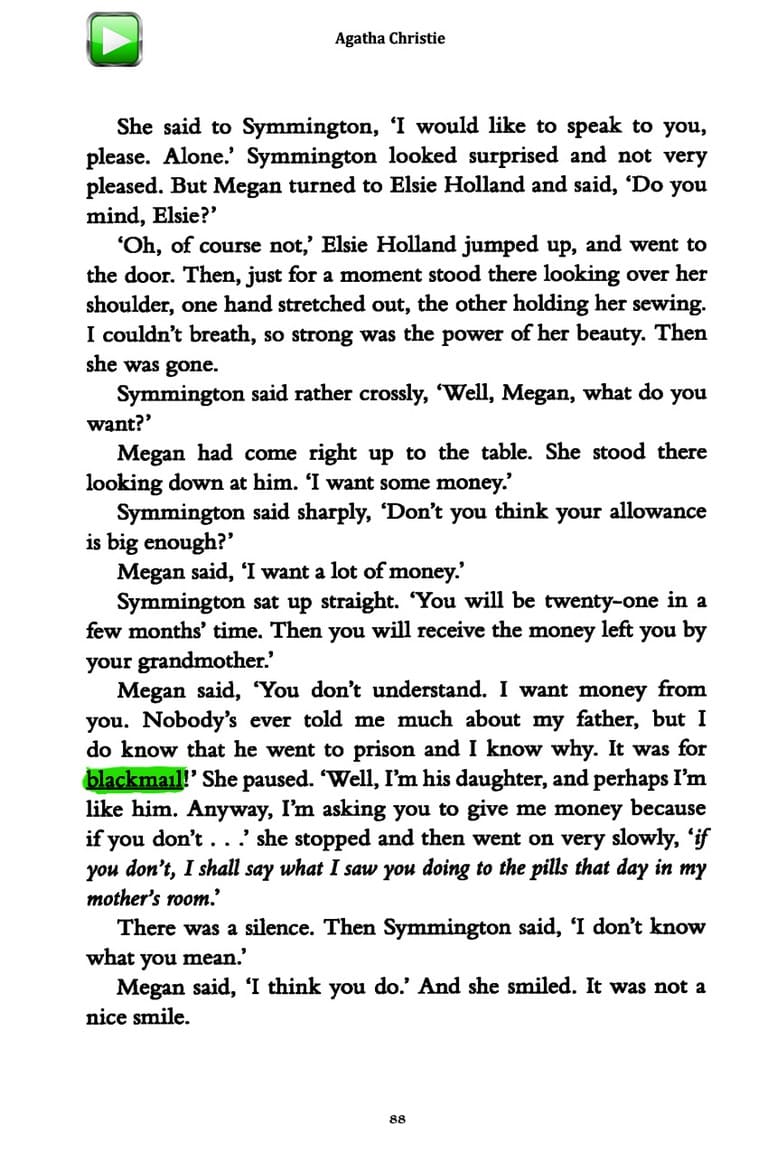 Agatha Christie
She said to Symmington, ‘I would like to speak to you,
please. Alone.’ Symmington looked surprised and not very
pleased. But Megan turned to Elsie Holland and said, ‘Do you
mind, Elsie?’
‘Oh, of course not,’ Elsie Holland jumped up, and went to
the door. Then, just for a moment stood there looking over her
shoulder, one hand stretched out, the other holding her sewing.
I couldn’t breath, so strong was the power of her beauty. Then
she was gone.
Symmington said rather crossly, ‘Well, Megan, what do you
want?’
Megan had come right up to the table. She stood there
looking down at him. ‘I want some money.’
Symmington said sharply, ‘Don’t you think your allowance
is big enough?’
Megan said, ‘I want a lot of money.’
Symmington sat up straight. ‘You will be twenty-one in a
few months’ time. Then you will receive the money left you by
your grandmother.’
Megan said, ‘You don’t understand. I want money from
you. Nobody’s ever told me much about my father, but I
do know that he went to prison and I know why. It was for
blackmail!’ She paused. ‘Well, I’m his daughter, and perhaps I’m
like him. Anyway, I’m asking you to give me money because
if you don’t . . .’ she stopped and then went on very slowly, ‘if
you don’t, I shall say what I saw you doing to the pills that day in my
mother’s room.’
There was a silence. Then Symmington said, ‘I don’t know
what you mean.’
Megan said, ‘I think you do.’ And she smiled. It was not a
nice smile.
88